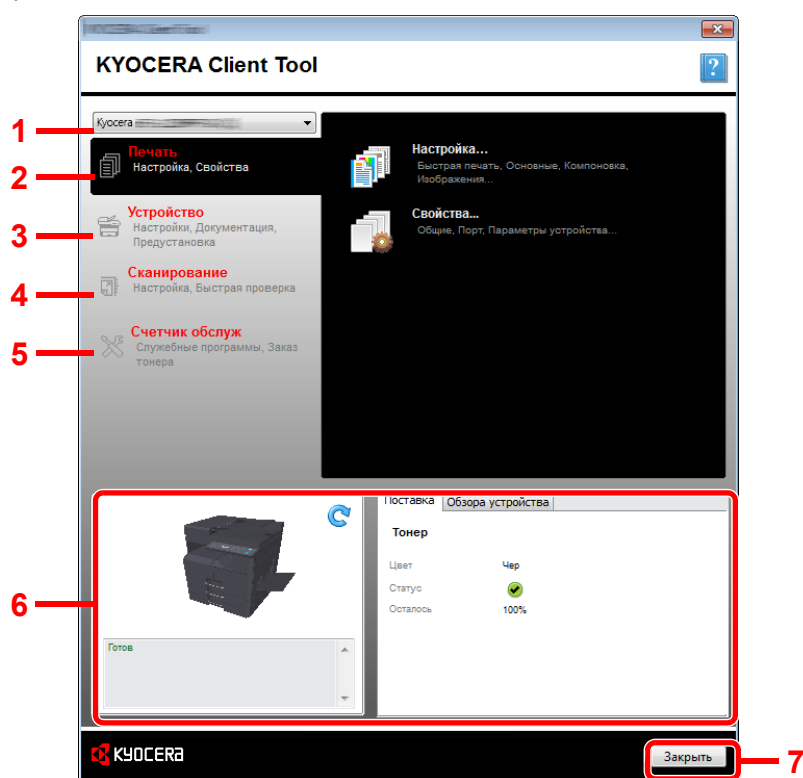 KYOCERA Client Tool
?
1
Kyocera
2
Печать
Настройка, Свойства
Настройка...
Быстрая печать, Основные, Компоновка,
Изображения...
3
Устройство
Настройки, Документация,
Предустановка
Свойства...
Общие, Порт, Параметры устройства...
4
Сканирование
Настройка, Быстрая проверка
5
Счетчик обслуж
Служебные программы, Заказ
тонера
6
Готов
Поставка
Обзора устройства
Тонер
Цвет Чер
Статус
Осталось 100%
KYOCERA
Закрыть
7